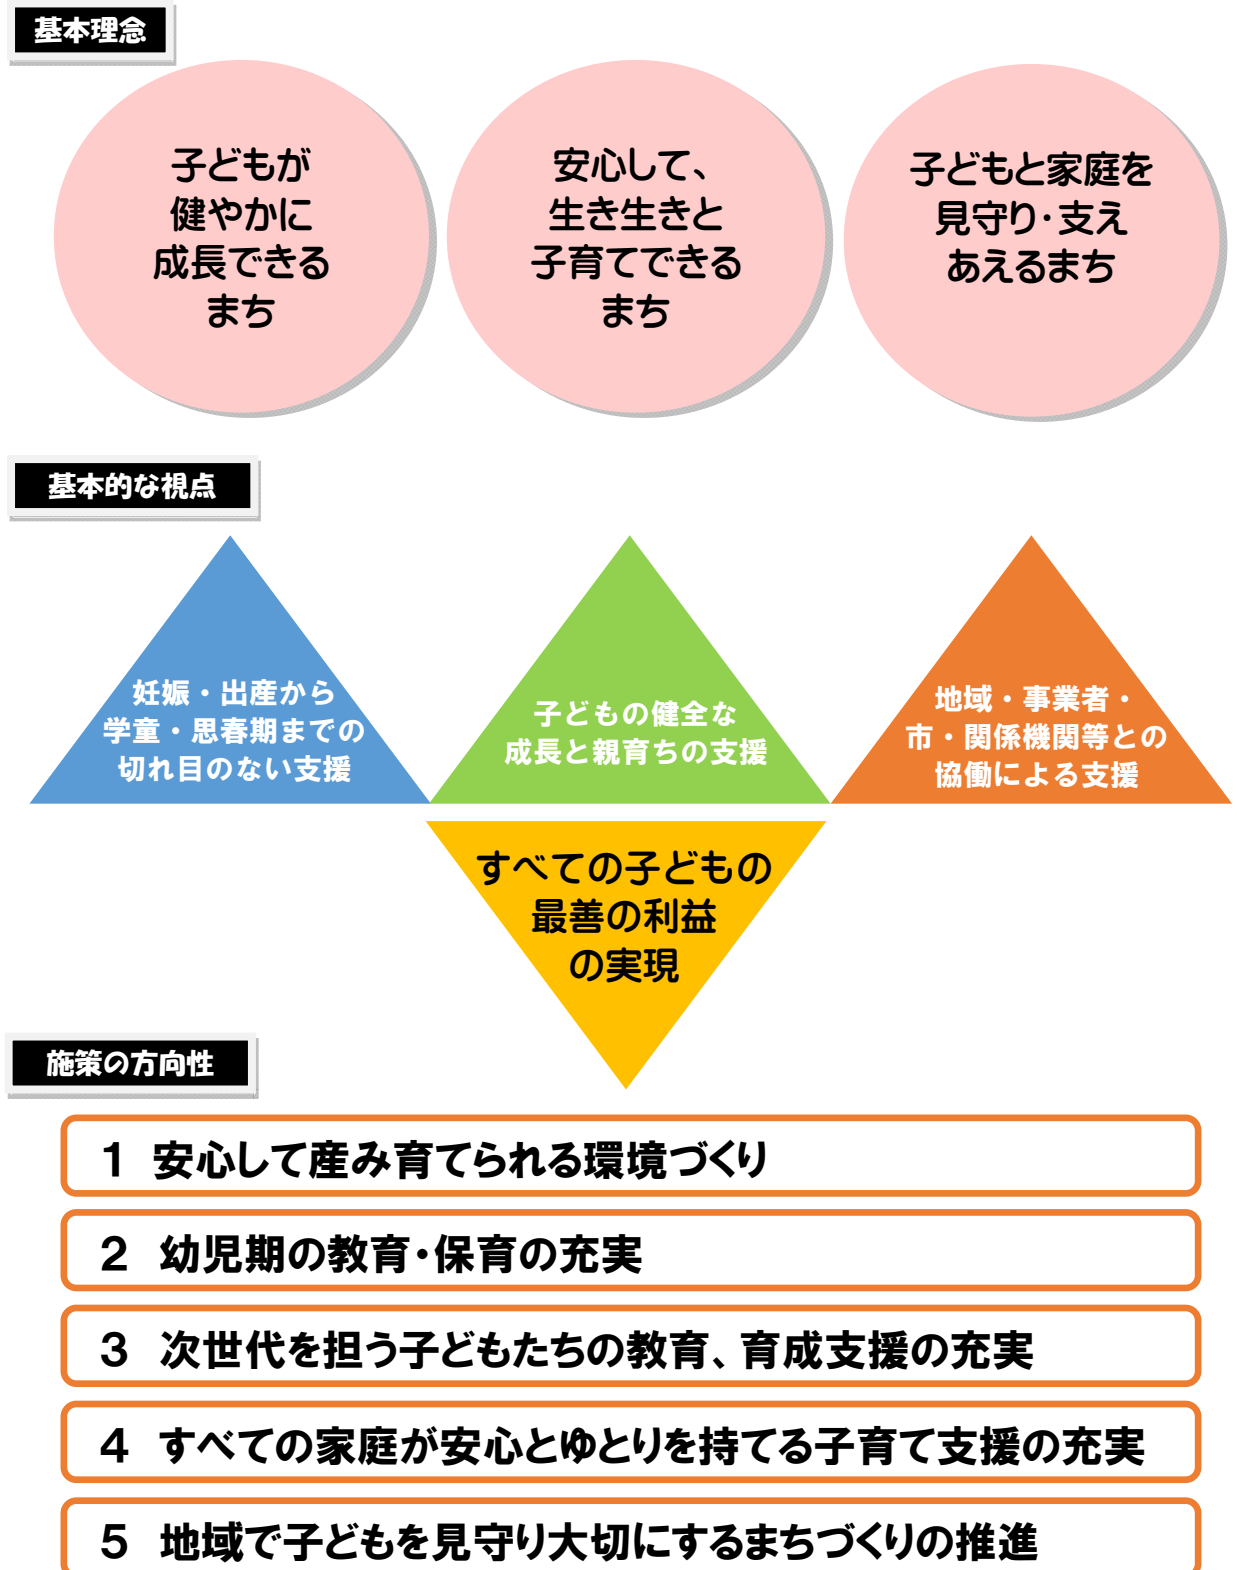 基本理念
子どもが
健やかに
成長できる
まち
安心して、
生き生きと
子育てできる
まち
子どもと家庭を
見守り・支え
あえるまち
基本的な視点
妊娠・出産から
学童・思春期までの
切れ目のない支援
子どもの健全な
成長と親育ちの支援
地域・事業者・
市・関係機関等との
協働による支援
すべての子どもの
最善の利益
の実現
施策の方向性
1 安心して産み育てられる環境づくり
2 幼児期の教育・保育の充実
3 次世代を担う子どもたちの教育、育成支援の充実
4 すべての家庭が安心とゆとりを持てる子育て支援の充実
5 地域で子どもを見守り大切にするまちづくりの推進